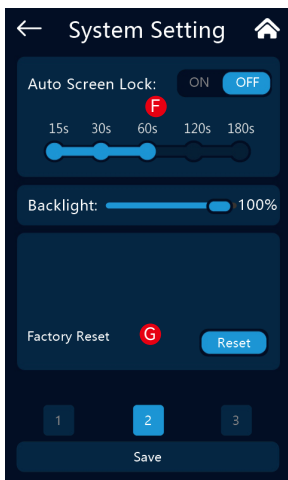 System Setting
Auto Screen Lock: ON OFF
F
15s 30s 60s 120s 180s
Backlight: 100%
Factory Reset G Reset
1 2 3
Save